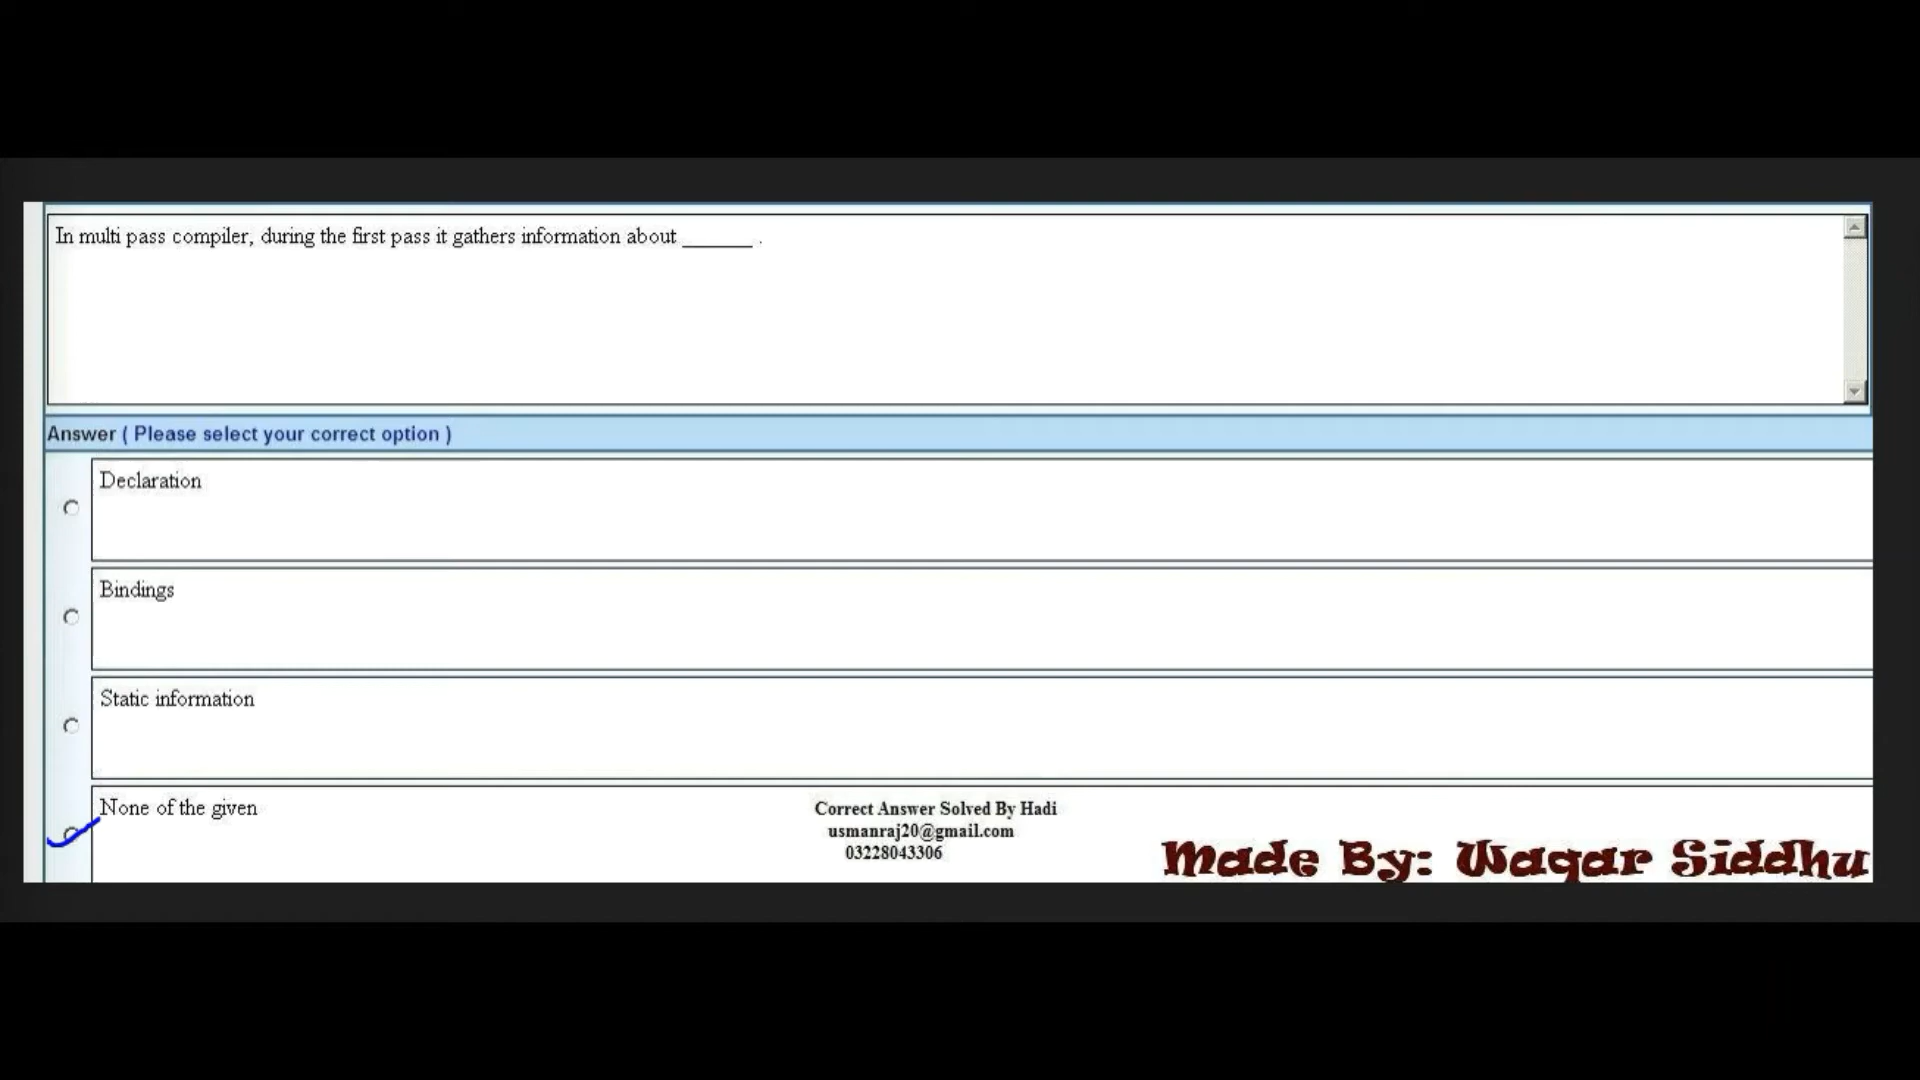 In multi pass compiler, during the first pass it gathers information about _______ .
Answer ( Please select your correct option )
Declaration
Bindings
Static information
None of the given
Correct Answer Solved By Hadi
usmanraj20@gmail.com
03228043306
Made By: Waqar Siddhu